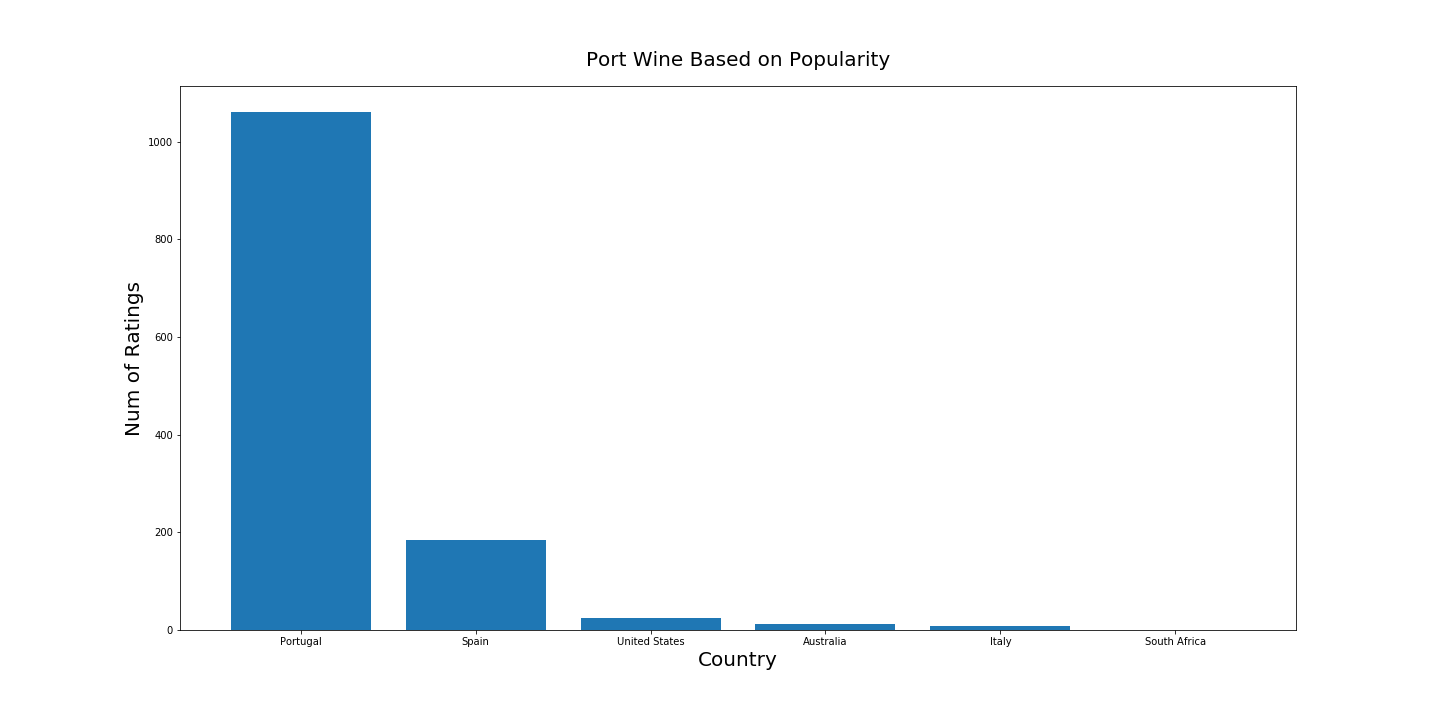 Port Wine Based on Popularity
1000
800
600
400
200
0
Num of Ratings
Portugal
Spain
United States
Australia
Italy
South Africa
Country